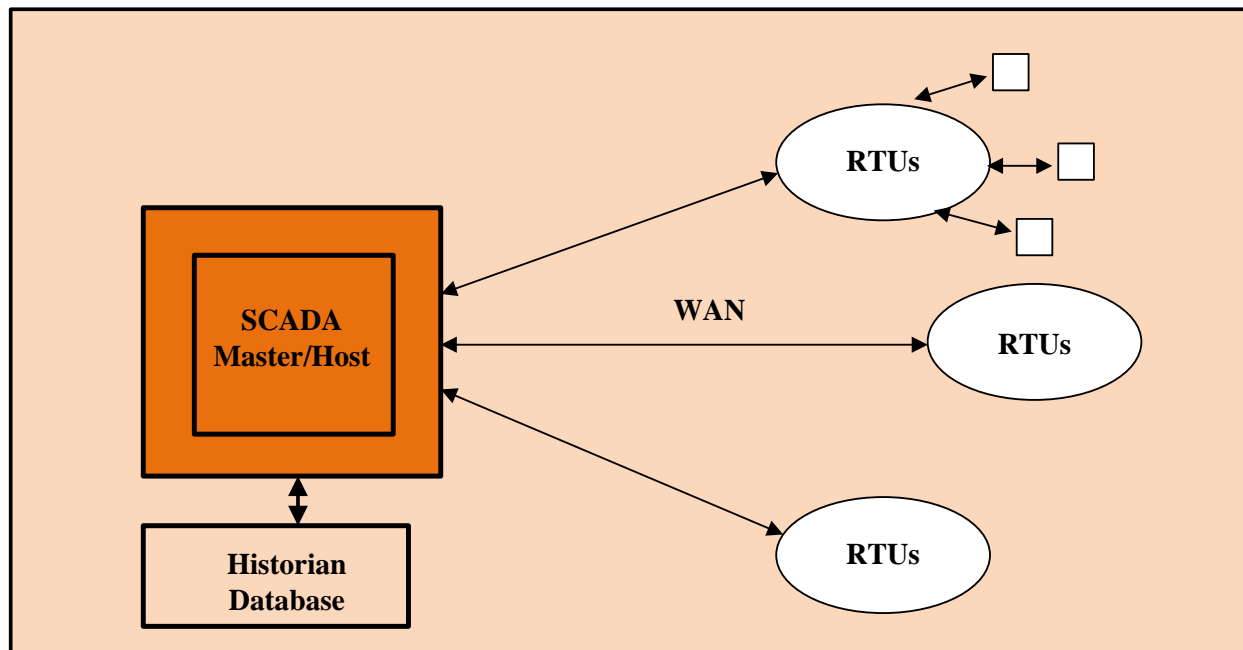 RTUs
SCADA
Master/Host
WAN
RTUs
RTUs
Historian
Database